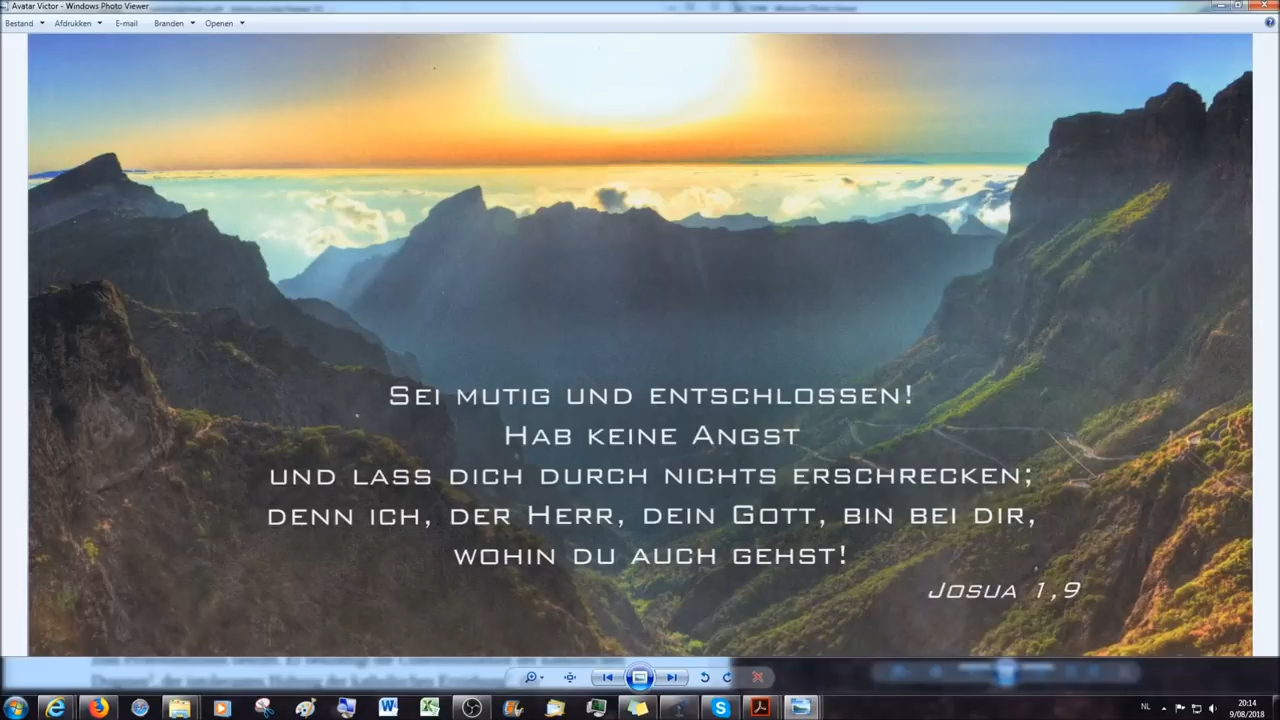 Avatar Victor - Windows Photo Viewer
Bestand Afdrukken E-mail Branden Openen
SEI MUTIG UND ENTSCHLOSSEN!
HAB KEINE ANGST
UND LASS DICH DURCH NICHTS ERSCHRECKEN;
DENN ICH, DER HERR, DEIN GOTT, BIN BEI DIR,
WOHIN DU AUCH GEHST!
JOSUA 1,9
NL
20:14
9/08/2018